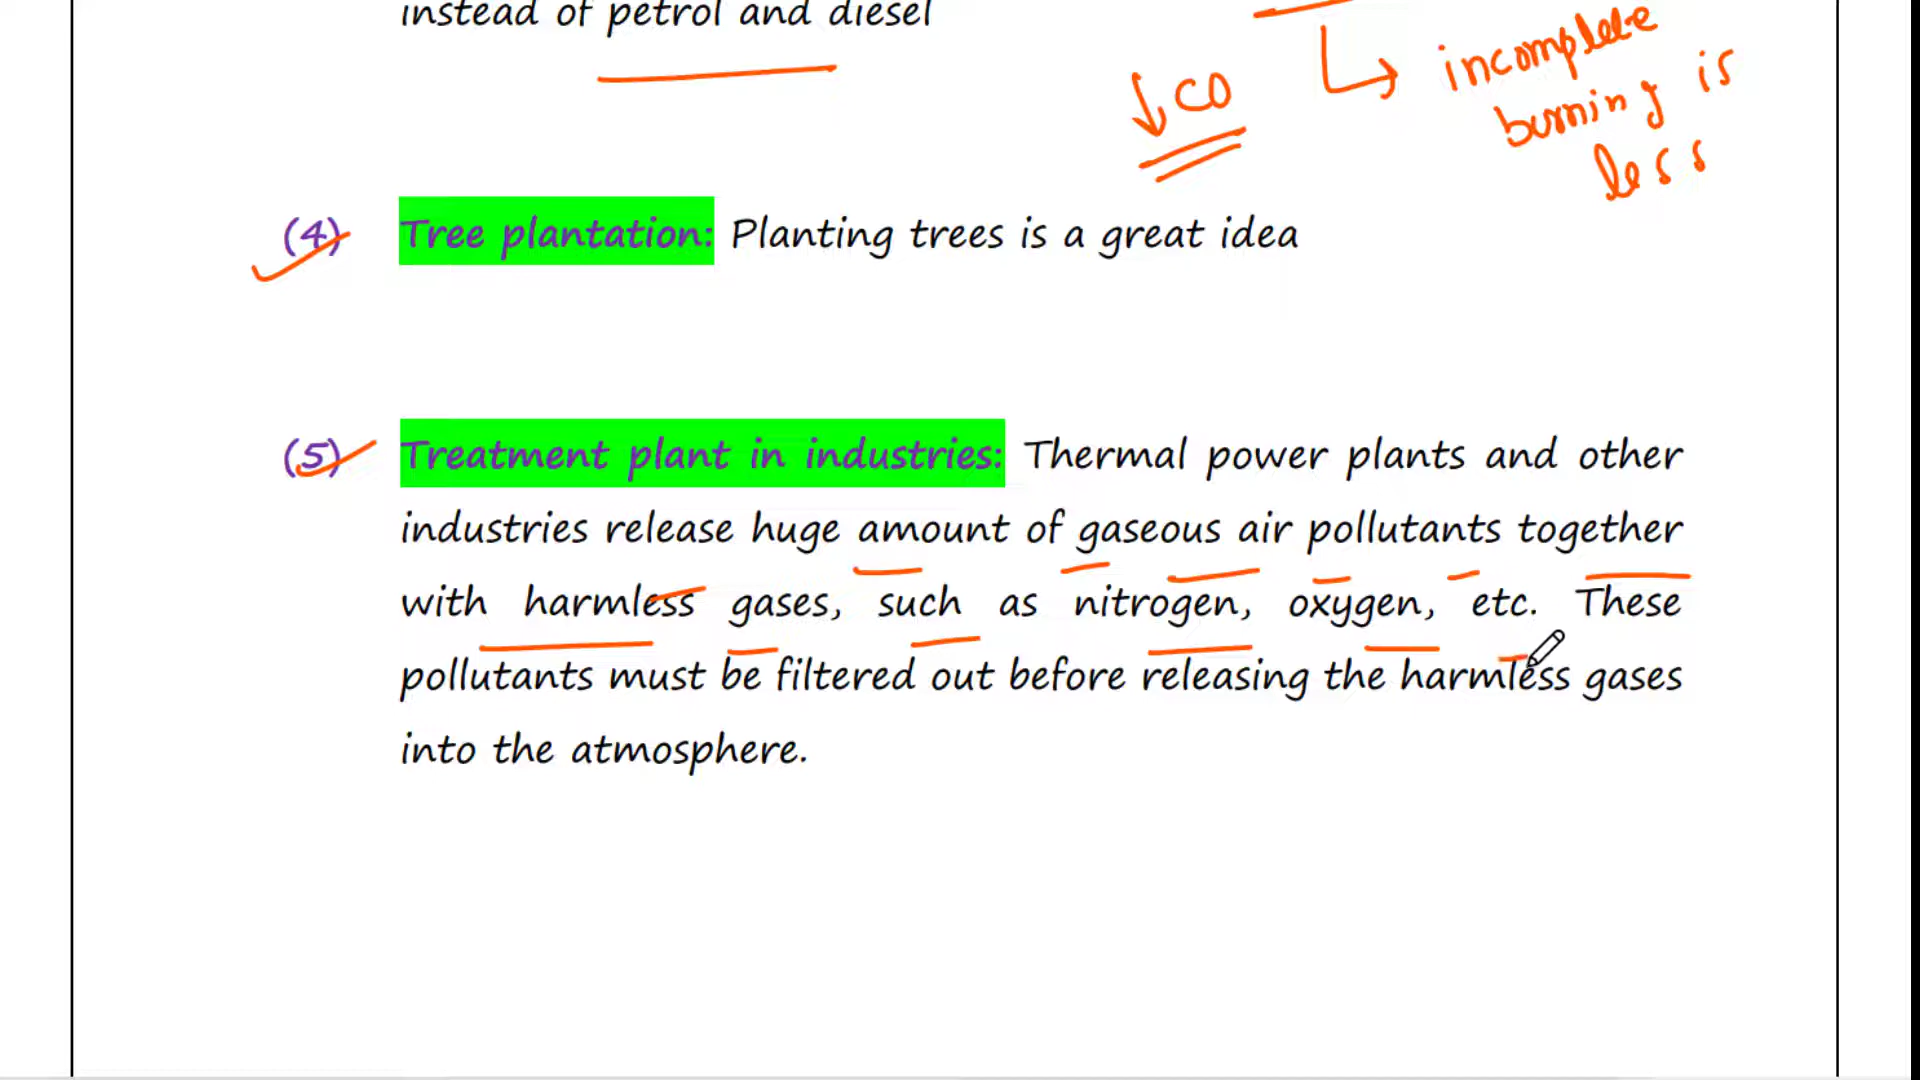 instead of petrol and diesel
↓ CO
incomplete
burning is
less
(4) Tree plantation: Planting trees is a great idea
(5) Treatment plant in industries: Thermal power plants and other
industries release huge amount of gaseous air pollutants together
with harmless gases, such as nitrogen, oxygen, etc. These
pollutants must be filtered out before releasing the harmless gases
into the atmosphere.